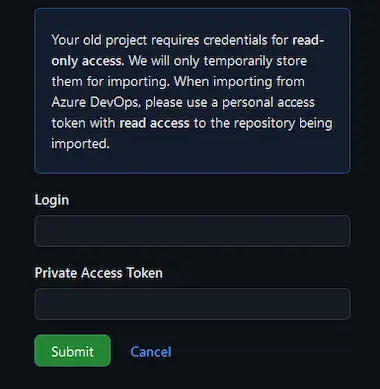 Your old project requires credentials for read-
only access. We will only temporarily store
them for importing. When importing from
Azure DevOps, please use a personal access
token with read access to the repository being
imported.
Login
Private Access Token
Submit Cancel